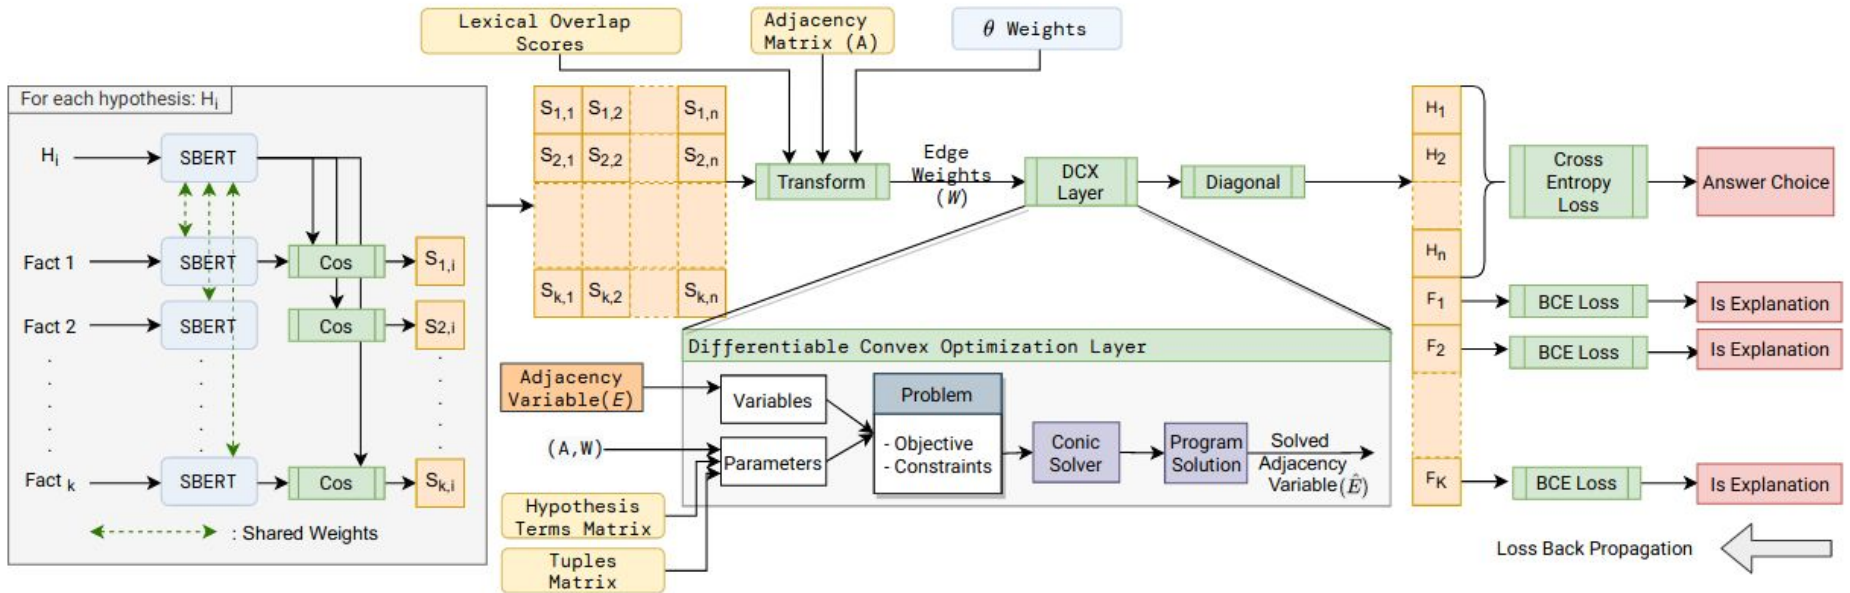 Lexical Overlap
Scores
Adjacency
Matrix (A)
θ Weights
For each hypothesis: Hi
Hi
SBERT
Fact 1
SBERT
Cos
S1,i
Fact 2
SBERT
Cos
S2,i
Fact k
SBERT
Cos
Sk,i
: Shared Weights
S1,1 S1,2 S1,n
S2,1 S2,2 S2,n
Sk,1 Sk,2 Sk,n
Transform
Edge
Weights
(W)
DCX
Layer
Diagonal
H1
H2
Hn
F1
F2
FK
Cross
Entropy
Loss
Answer Choice
BCE Loss
Is Explanation
BCE Loss
Is Explanation
BCE Loss
Is Explanation
Differentiable Convex Optimization Layer
Adjacency
Variable(E)
Variables
(A,W)
Parameters
Hypothesis
Terms Matrix
Tuples
Matrix
Problem
- Objective
- Constraints
Conic
Solver
Program
Solution
Solved
Adjacency
Variable(Ê)
Loss Back Propagation